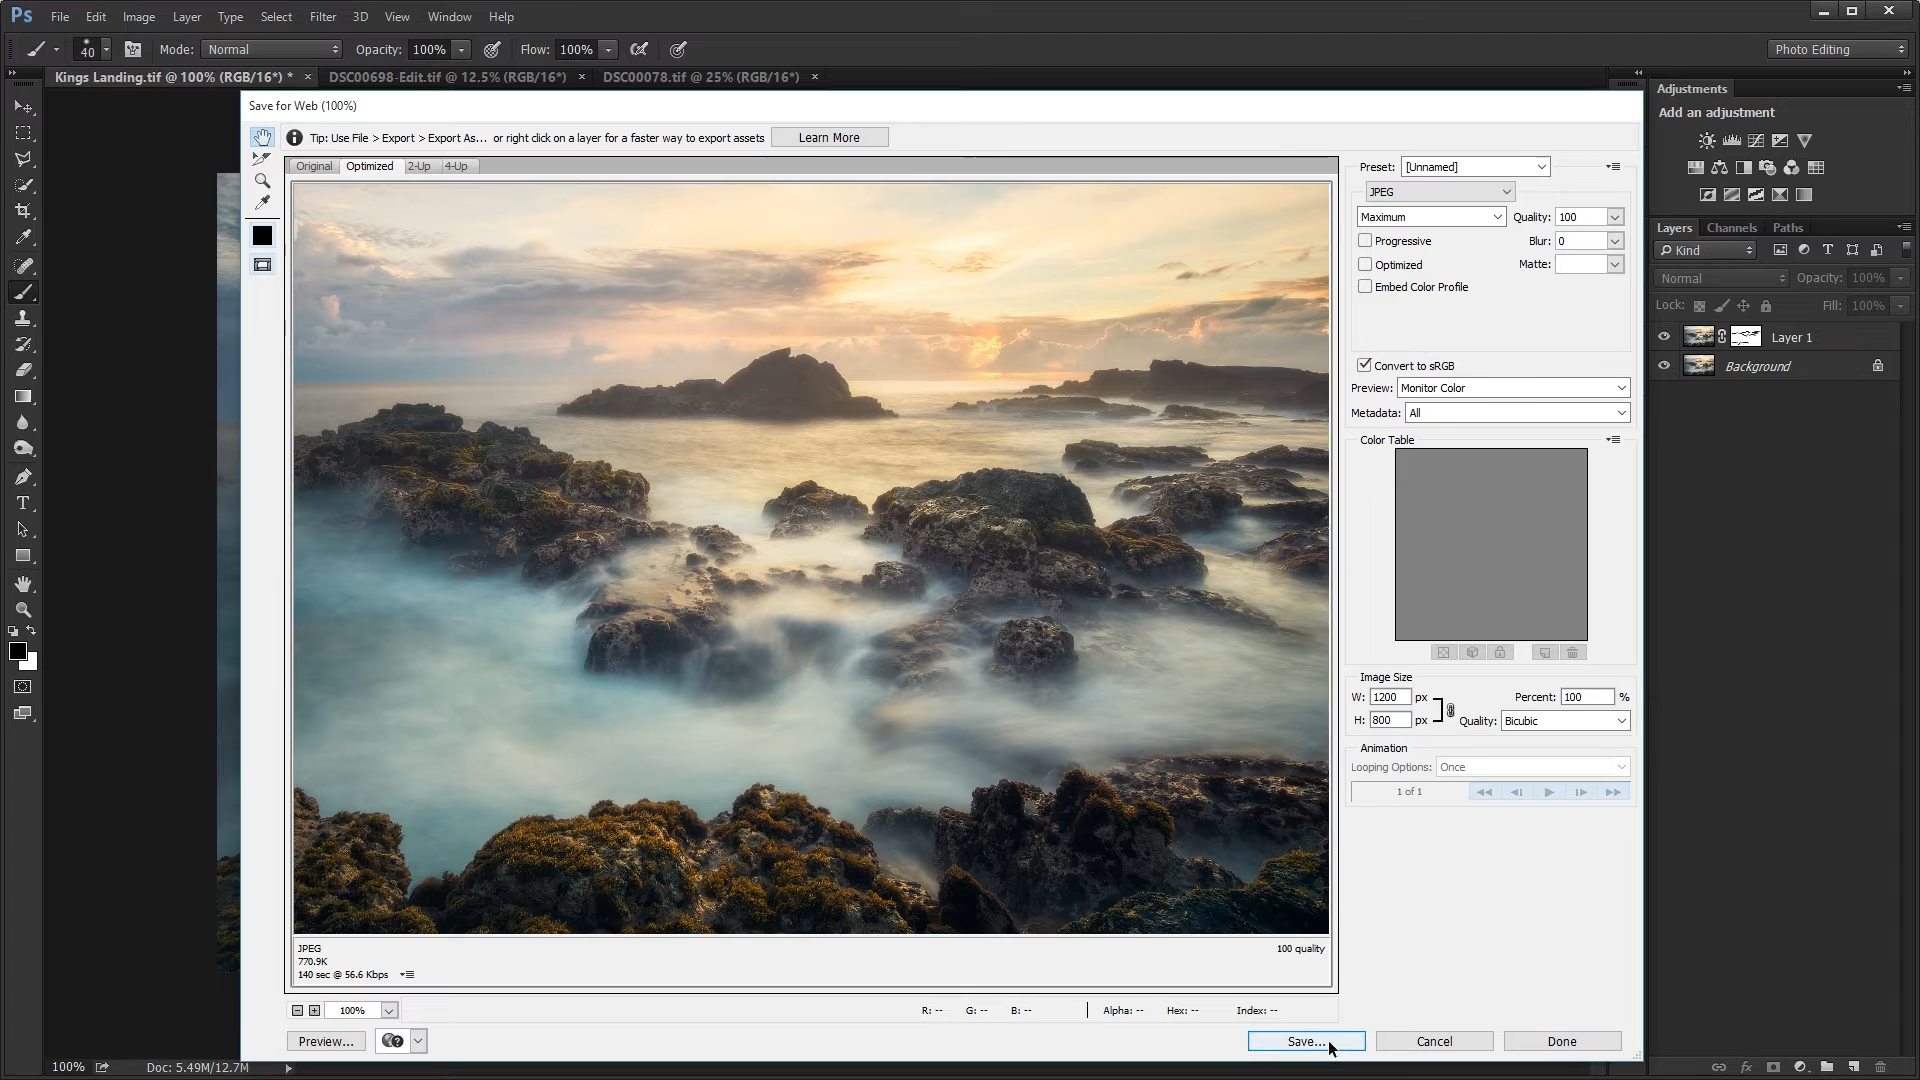 Ps File Edit Image Layer Type Select Filter 3D View Window Help
40 Mode: Normal Opacity: 100% Flow: 100% Photo Editing
Kings Landing.tif @ 100% (RGB/16*) * × DSC00698-Edit.tif @ 12.5% (RGB/16*) × DSC00078.tif @ 25% (RGB/16*) ×
Save for Web (100%)
Tip: Use File > Export > Export As... or right click on a layer for a faster way to export assets Learn More
Original Optimized 2-Up 4-Up
Preset: [Unnamed]
JPEG
Maximum Quality: 100
Progressive Blur: 0
Optimized Matte:
Embed Color Profile
Convert to sRGB
Preview: Monitor Color
Metadata: All
Color Table
Image Size
W: 1200 px Percent: 100 %
H: 800 px Quality: Bicubic
Animation
Looping Options: Once
1 of 1
JPEG 100 quality
770.9K
140 sec @ 56.6 Kbps
100% R: -- G: -- B: -- Alpha: -- Hex: -- Index: --
Preview... Save... Cancel Done
Adjustments
Add an adjustment
Layers Channels Paths
Kind T
Normal Opacity: 100%
Lock: Fill: 100%
Layer 1
Background
T
100% Doc: 5.49M/12.7M
fx